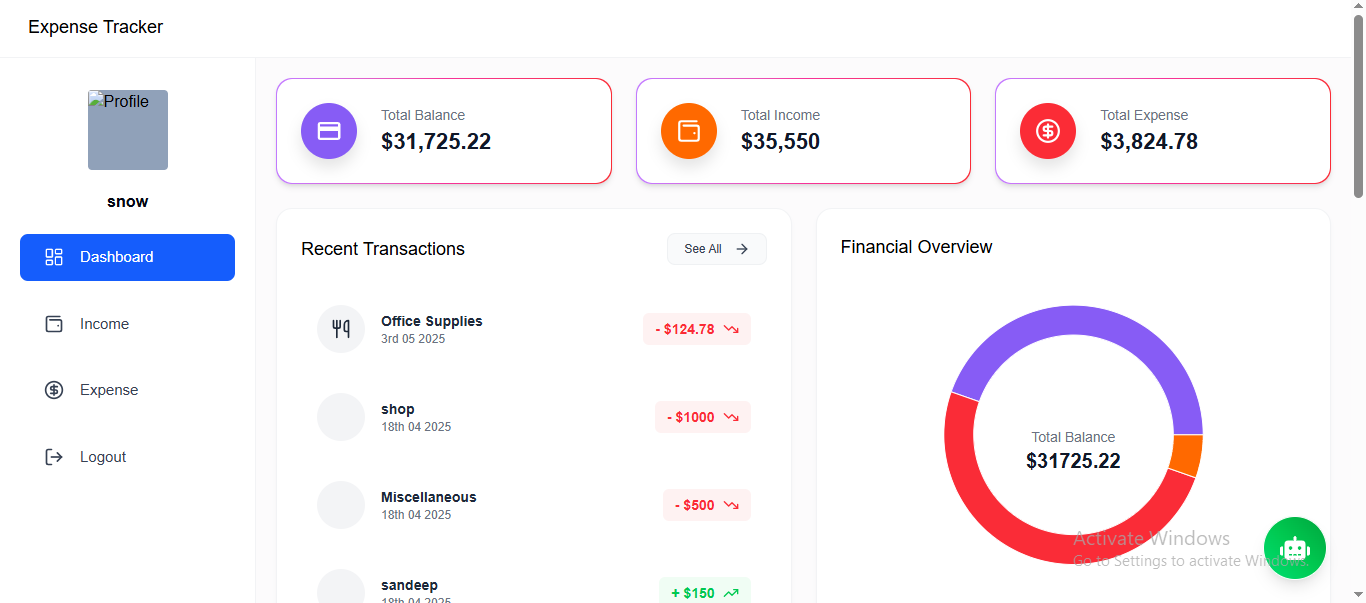 Expense Tracker
Profile
snow
Dashboard
Income
Expense
Logout
Total Balance
$31,725.22
Total Income
$35,550
Total Expense
$3,824.78
Recent Transactions
See All
Office Supplies
3rd 05 2025
- $124.78
shop
18th 04 2025
- $1000
Miscellaneous
18th 04 2025
- $500
sandeep
18th 04 2025
+ $150
Financial Overview
Total Balance
$31725.22
Activate Windows
Go to Settings to activate Windows.